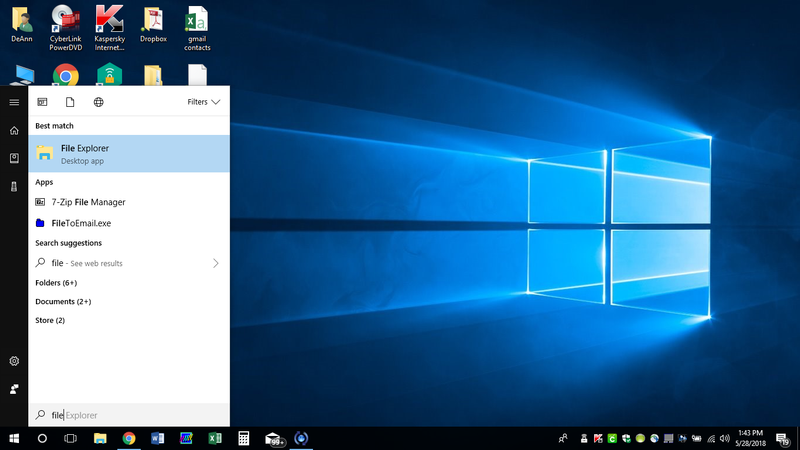 DeAnn
CyberLink
PowerDVD
Kaspersky
Internet...
Dropbox
gmail
contacts
Filters
Best match
File Explorer
Desktop app
Apps
7-Zip File Manager
FileToEmail.exe
Search suggestions
file - See web results
Folders (6+)
Documents (2+)
Store (2)
file Explorer
99+
1:43 PM
5/28/2018
19